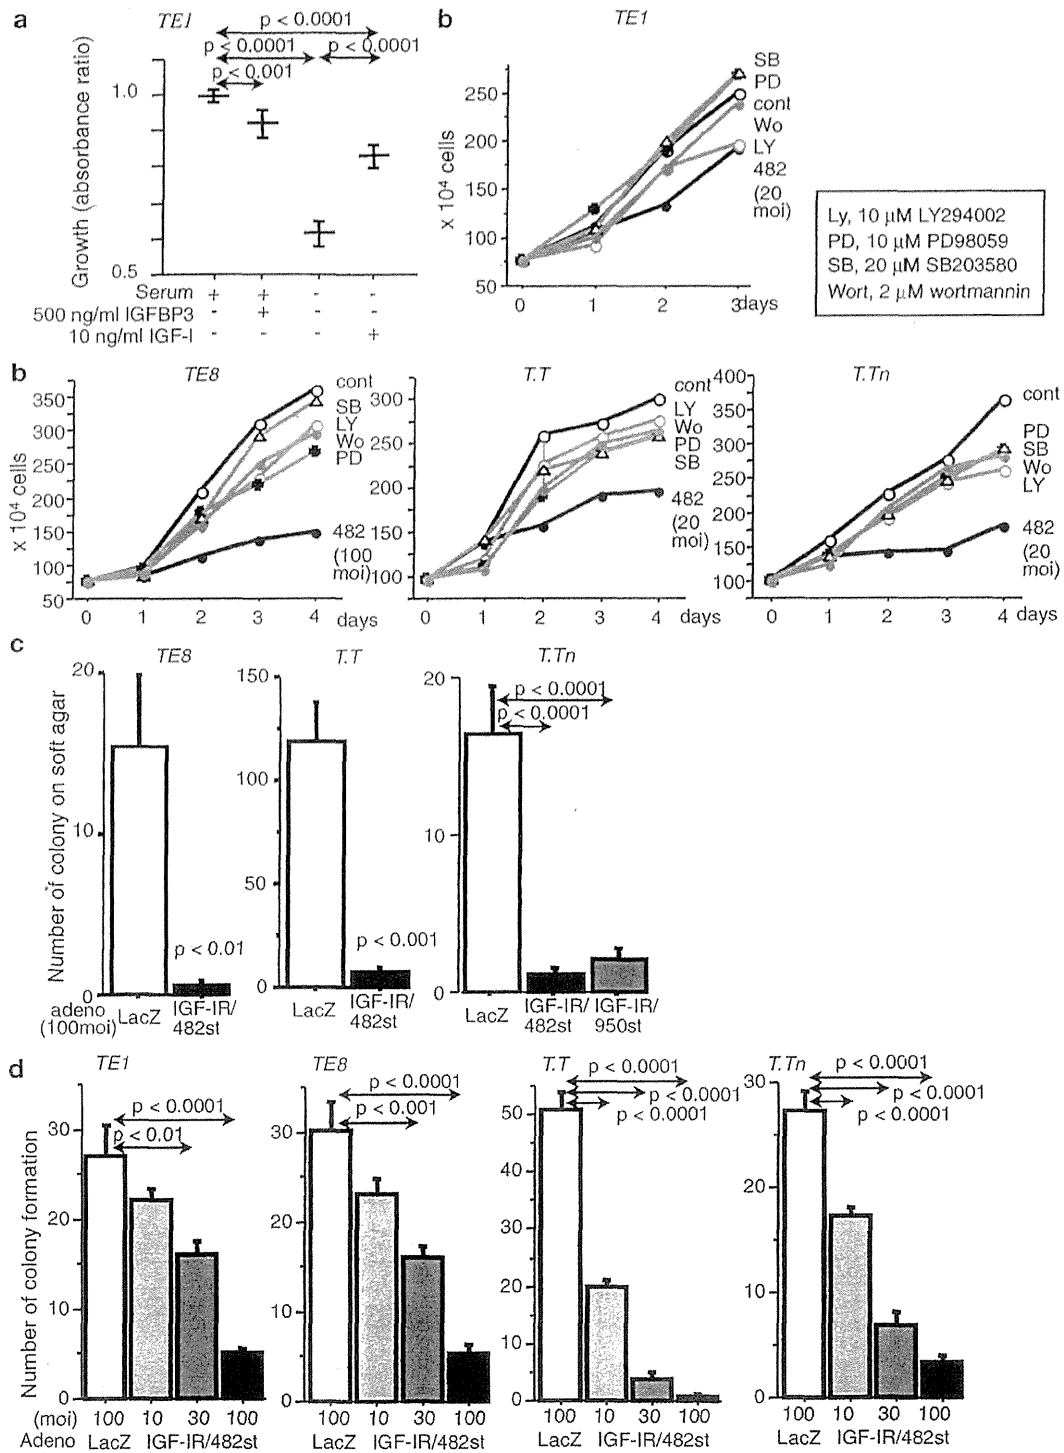 a
TE1
p < 0.0001
p < 0.0001
p < 0.0001
p < 0.001
Growth (absorbance ratio)
1.0
0.5
Serum + + - -
500 ng/ml IGFBP3 - + - -
10 ng/ml IGF-I - - - +
b
TE1
x 10⁴ cells
250
200
150
100
50
0 1 2 3 days
SB
PD
cont
Wo
LY
482
(20
moi)
Ly, 10 μM LY294002
PD, 10 μM PD98059
SB, 20 μM SB203580
Wort, 2 μM wortmannin
b
TE8
x 10⁴ cells
350
300
250
200
150
100
50
0 1 2 3 4 days
cont
SB
LY
Wo
PD
482
(100
moi)
T.T
300
250
200
150
100
0 1 2 3 4 days
cont
LY
Wo
PD
SB
482
(20
moi)
T.Tn
400
350
300
250
200
150
100
0 1 2 3 4 days
cont
PD
SB
Wo
LY
482
(20
moi)
c
Number of colony on soft agar
TE8
20
10
0
p < 0.01
adeno
(100moi)
LacZ
IGF-IR/
482st
T.T
150
100
50
0
p < 0.001
LacZ
IGF-IR/
482st
T.Tn
20
10
0
p < 0.0001
p < 0.0001
LacZ
IGF-IR/
482st
IGF-IR/
950st
d
Number of colony formation
TE1
30
20
10
0
p < 0.0001
p < 0.01
(moi) 100 10 30 100
Adeno LacZ IGF-IR/482st
TE8
30
20
10
0
p < 0.0001
p < 0.001
100 10 30 100
LacZ IGF-IR/482st
T.T
50
40
30
20
10
0
p < 0.0001
p < 0.0001
p < 0.0001
100 10 30 100
LacZ IGF-IR/482st
T.Tn
30
20
10
0
p < 0.0001
p < 0.0001
p < 0.0001
100 10 30 100
LacZ IGF-IR/482st